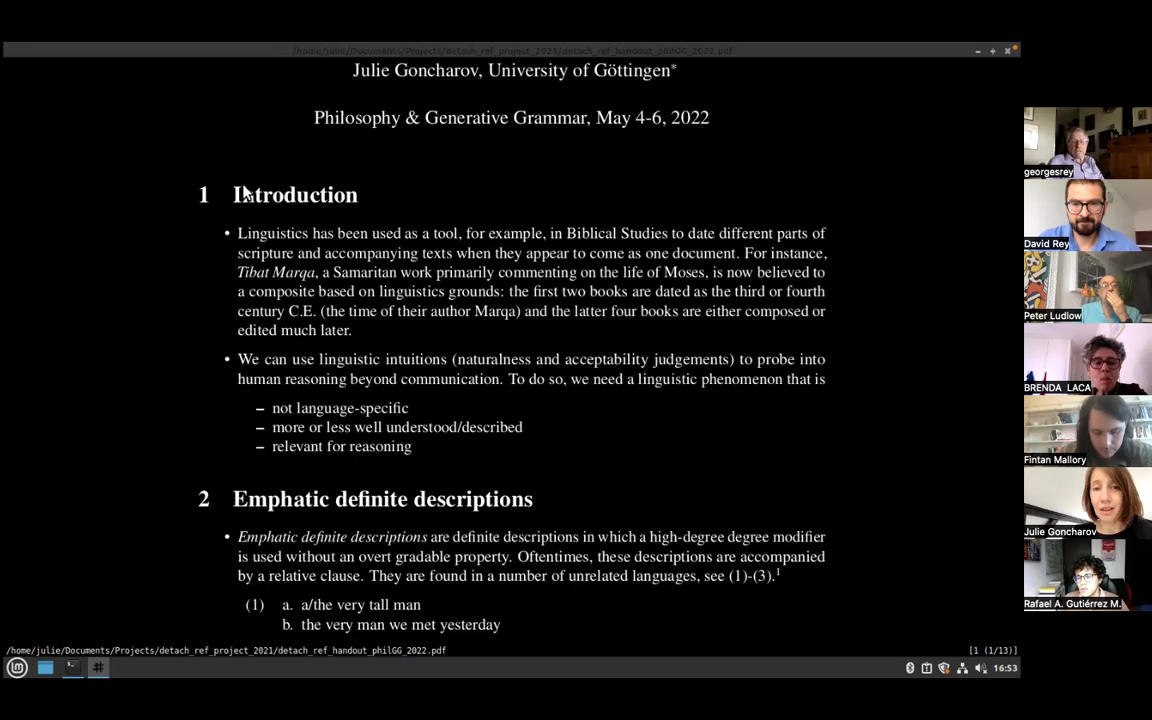 /home/julie/Documents/Projects/detach_ref_project_2021/detach_ref_handout_philGG_2022.pdf
Julie Goncharov, University of Göttingen*
Philosophy & Generative Grammar, May 4-6, 2022
1 Introduction
• Linguistics has been used as a tool, for example, in Biblical Studies to date different parts of
scripture and accompanying texts when they appear to come as one document. For instance,
Tibat Marqa, a Samaritan work primarily commenting on the life of Moses, is now believed to
a composite based on linguistics grounds: the first two books are dated as the third or fourth
century C.E. (the time of their author Marqa) and the latter four books are either composed or
edited much later.
• We can use linguistic intuitions (naturalness and acceptability judgements) to probe into
human reasoning beyond communication. To do so, we need a linguistic phenomenon that is
– not language-specific
– more or less well understood/described
– relevant for reasoning
2 Emphatic definite descriptions
• Emphatic definite descriptions are definite descriptions in which a high-degree degree modifier
is used without an overt gradable property. Oftentimes, these descriptions are accompanied
by a relative clause. They are found in a number of unrelated languages, see (1)-(3).1
(1) a. a/the very tall man
b. the very man we met yesterday
/home/julie/Documents/Projects/detach_ref_project_2021/detach_ref_handout_philGG_2022.pdf [1 (1/13)]
16:53
georgesrey
David Rey
Peter Ludlow
BRENDA LACA
Fintan Mallory
Julie Goncharov
Rafael A. Gutiérrez M.